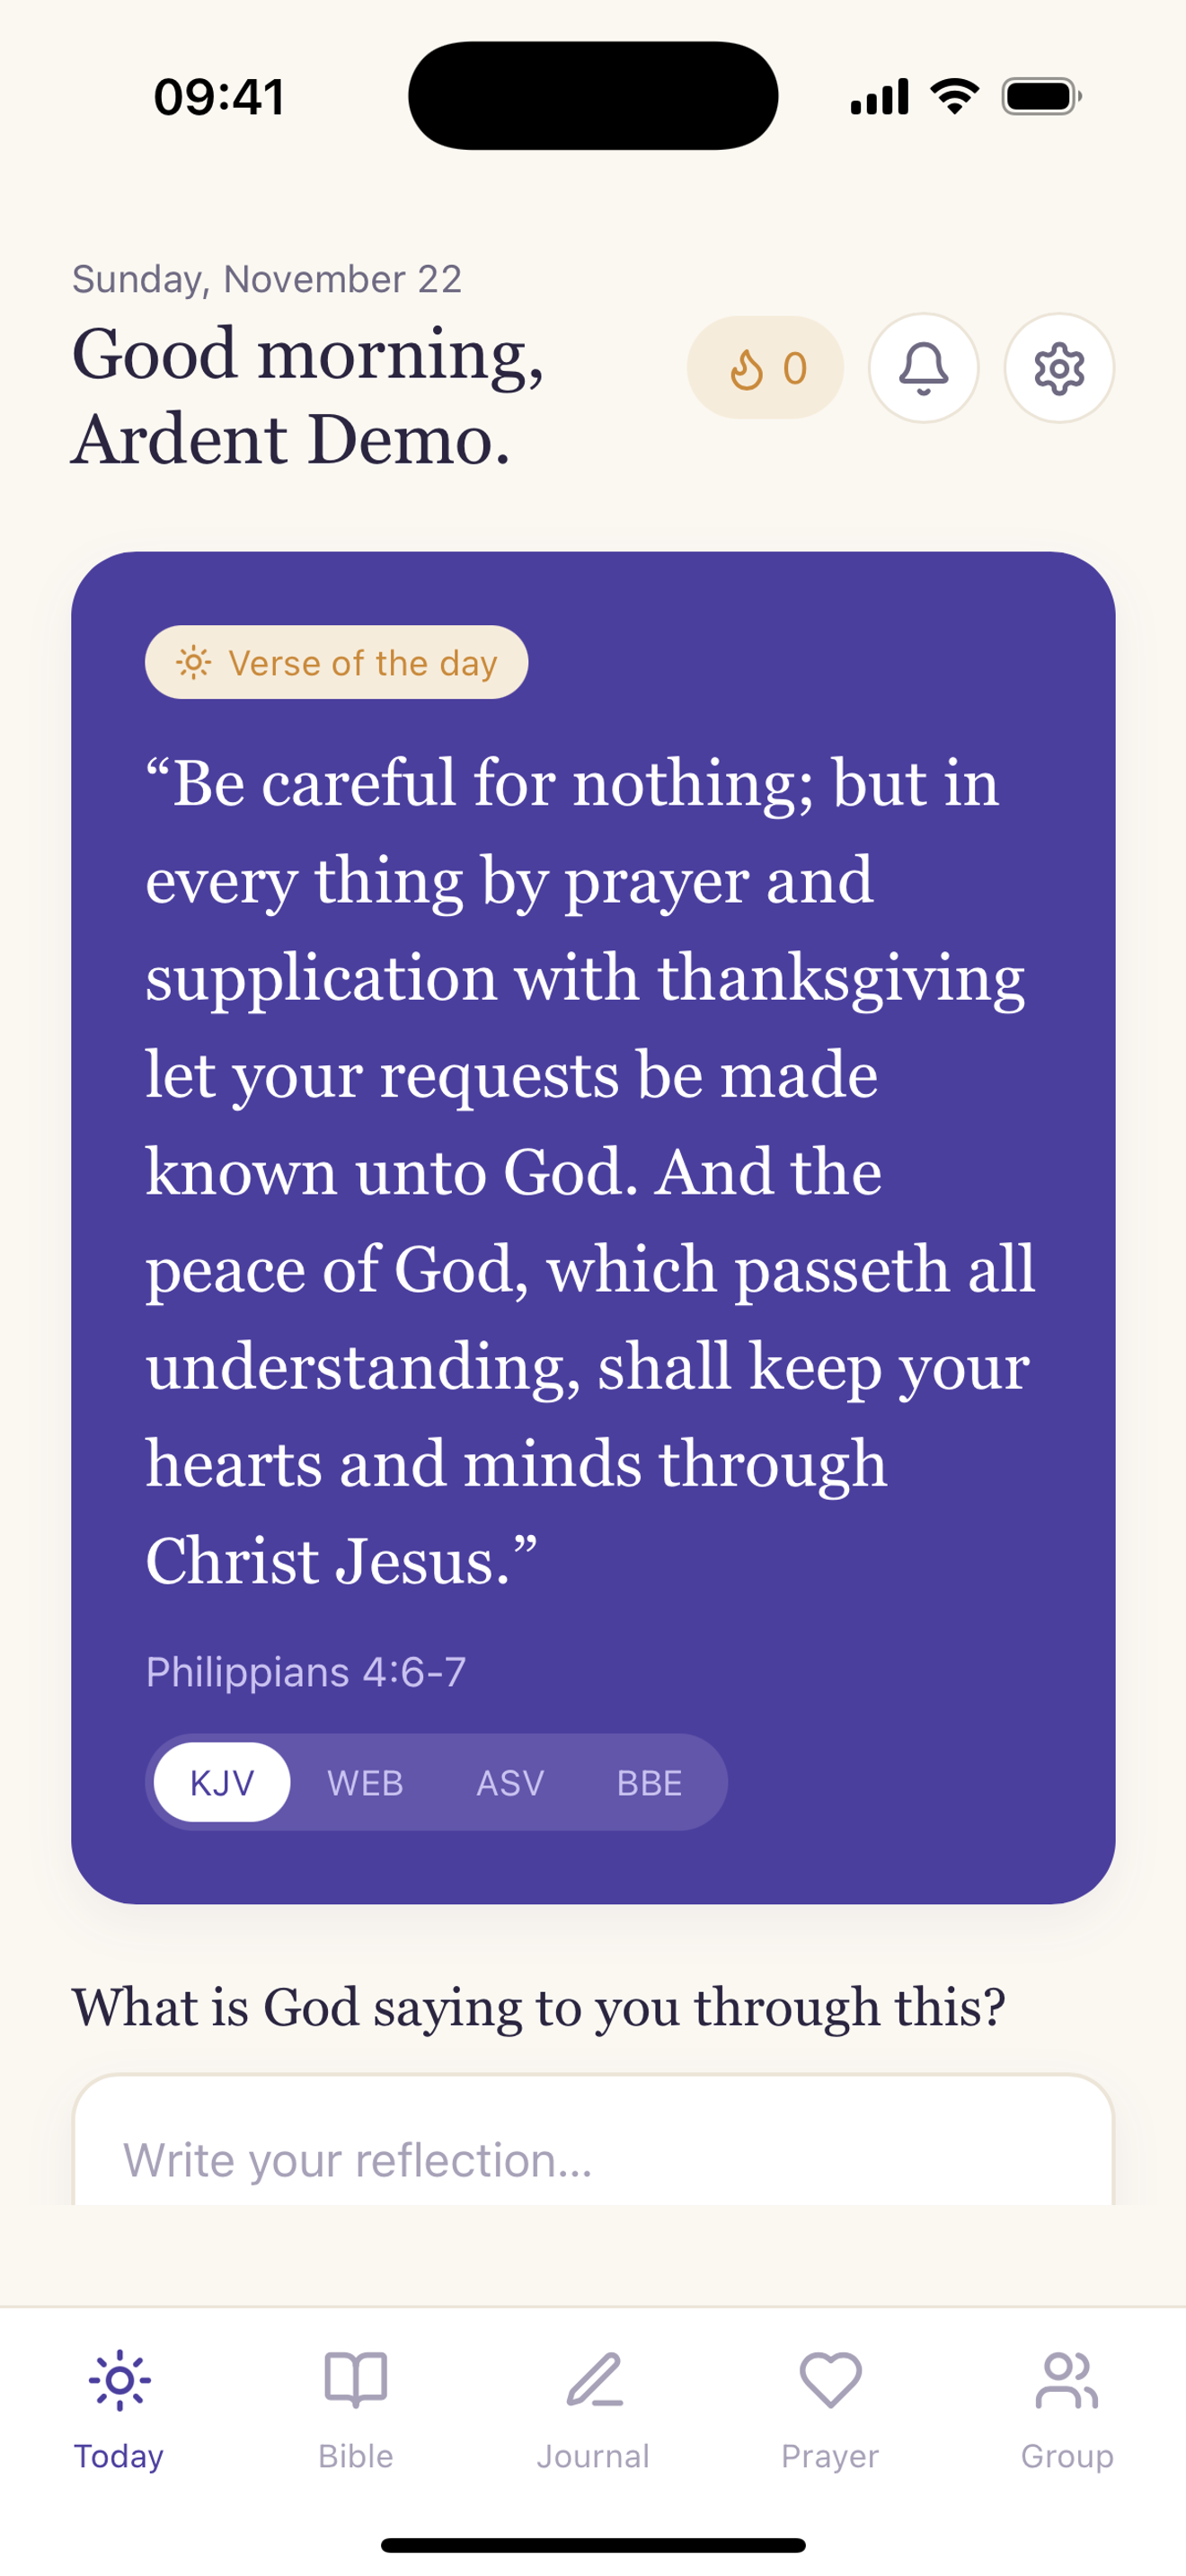 09:41
Sunday, November 22
Good morning,
Ardent Demo.
0
Verse of the day
“Be careful for nothing; but in
every thing by prayer and
supplication with thanksgiving
let your requests be made
known unto God. And the
peace of God, which passeth all
understanding, shall keep your
hearts and minds through
Christ Jesus.”
Philippians 4:6-7
KJV WEB ASV BBE
What is God saying to you through this?
Write your reflection...
Today Bible Journal Prayer Group